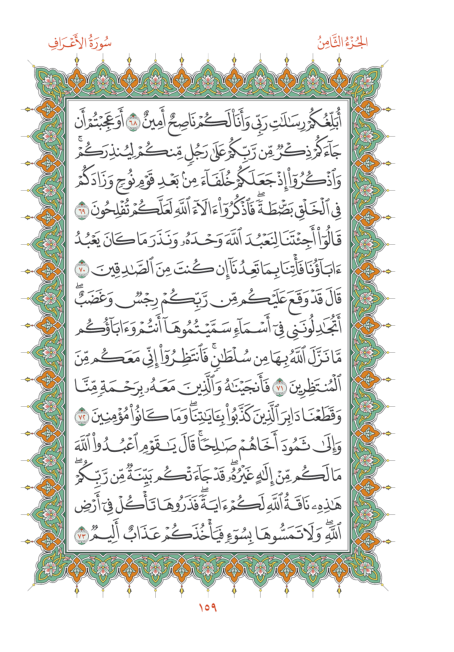 الجُزْءُ الثَّامِنُ
سُورَةُ الأَعْرَافِ
أُبَلِّغُكُمْ رِسَٰلَٰتِ رَبِّى وَأَنَا۠ لَكُمْ نَاصِحٌ أَمِينٌ ٦٨ أَوَعَجِبْتُمْ أَن
جَآءَكُمْ ذِكْرٌ مِّن رَّبِّكُمْ عَلَىٰ رَجُلٍ مِّنكُمْ لِيُنذِرَكُمْ ۚ
وَٱذْكُرُوٓا۟ إِذْ جَعَلَكُمْ خُلَفَآءَ مِنۢ بَعْدِ قَوْمِ نُوحٍ وَزَادَكُمْ
فِى ٱلْخَلْقِ بَصْۜطَةً ۖ فَٱذْكُرُوٓا۟ ءَالَآءَ ٱللَّهِ لَعَلَّكُمْ تُفْلِحُونَ ٦٩
قَالُوٓا۟ أَجِئْتَنَا لِنَعْبُدَ ٱللَّهَ وَحْدَهُۥ وَنَذَرَ مَا كَانَ يَعْبُدُ
ءَابَآؤُنَا ۖ فَأْتِنَا بِمَا تَعِدُنَآ إِن كُنتَ مِنَ ٱلصَّٰدِقِينَ ٧٠
قَالَ قَدْ وَقَعَ عَلَيْكُم مِّن رَّبِّكُمْ رِجْسٌ وَغَضَبٌ ۖ
أَتُجَٰدِلُونَنِى فِىٓ أَسْمَآءٍ سَمَّيْتُمُوهَآ أَنتُمْ وَءَابَآؤُكُم
مَّا نَزَّلَ ٱللَّهُ بِهَا مِن سُلْطَٰنٍ ۚ فَٱنتَظِرُوٓا۟ إِنِّى مَعَكُم مِّنَ
ٱلْمُنتَظِرِينَ ٧١ فَأَنجَيْنَٰهُ وَٱلَّذِينَ مَعَهُۥ بِرَحْمَةٍ مِّنَّا
وَقَطَعْنَا دَابِرَ ٱلَّذِينَ كَذَّبُوا۟ بِـَٔايَٰتِنَا ۖ وَمَا كَانُوا۟ مُؤْمِنِينَ ٧٢
وَإِلَىٰ ثَمُودَ أَخَاهُمْ صَٰلِحًا ۗ قَالَ يَٰقَوْمِ ٱعْبُدُوا۟ ٱللَّهَ
مَا لَكُم مِّنْ إِلَٰهٍ غَيْرُهُۥ ۖ قَدْ جَآءَتْكُم بَيِّنَةٌ مِّن رَّبِّكُمْ ۖ
هَٰذِهِۦ نَاقَةُ ٱللَّهِ لَكُمْ ءَايَةً ۖ فَذَرُوهَا تَأْكُلْ فِىٓ أَرْضِ
ٱللَّهِ ۖ وَلَا تَمَسُّوهَا بِسُوٓءٍ فَيَأْخُذَكُمْ عَذَابٌ أَلِيمٌ ٧٣
١٥٩